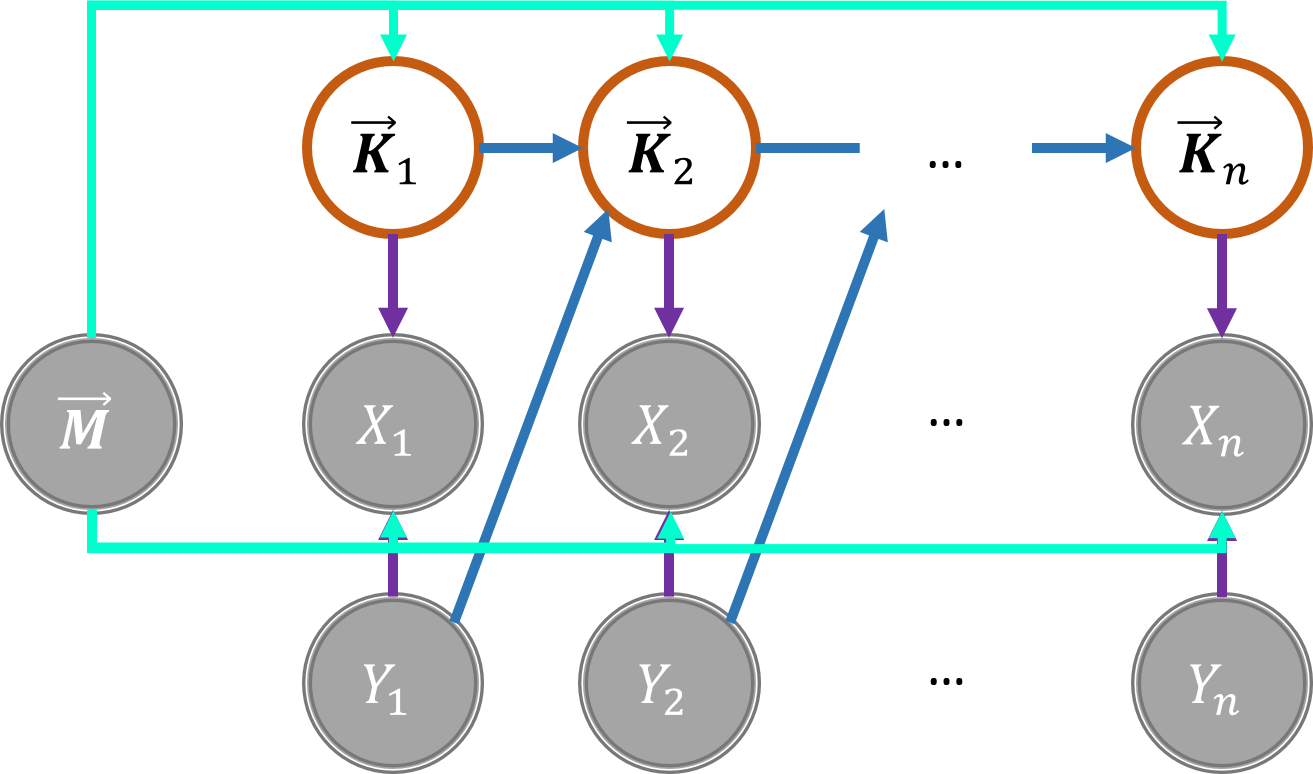 K⃗₁ K⃗₂ ... K⃗ₙ
M⃗ X₁ X₂ ... Xₙ
Y₁ Y₂ ... Yₙ